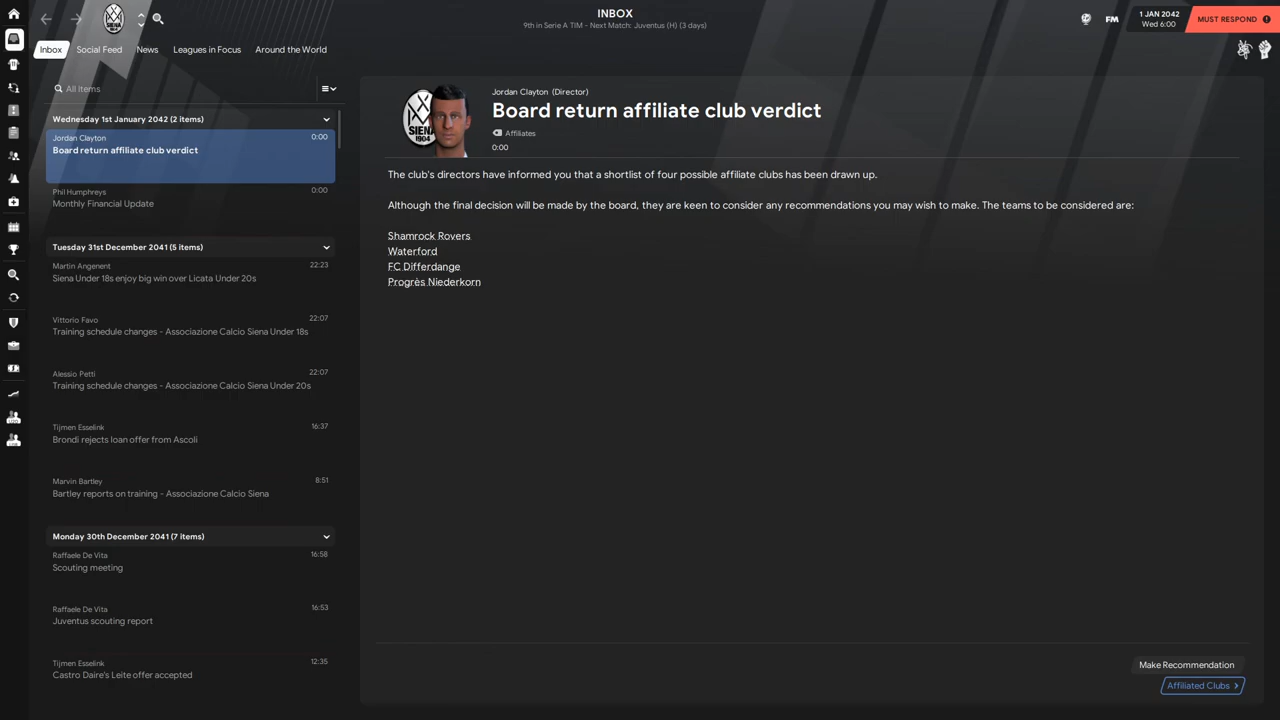 INBOX
9th in Serie A TIM - Next Match: Juventus (H) (3 days)
FM
1 JAN 2042
Wed 6:00
MUST RESPOND
Inbox
Social Feed
News
Leagues in Focus
Around the World
All items
Wednesday 1st January 2042 (2 items)
Jordan Clayton
0:00
Board return affiliate club verdict
Phil Humphreys
0:00
Monthly Financial Update
Tuesday 31st December 2041 (5 items)
Martin Angenent
22:23
Siena Under 18s enjoy big win over Licata Under 20s
Vittorio Favo
22:07
Training schedule changes - Associazione Calcio Siena Under 18s
Alessio Petti
22:07
Training schedule changes - Associazione Calcio Siena Under 20s
Tijmen Esselink
16:37
Brondi rejects loan offer from Ascoli
Marvin Bartley
8:51
Bartley reports on training - Associazione Calcio Siena
Monday 30th December 2041 (7 items)
Raffaele De Vita
16:58
Scouting meeting
Raffaele De Vita
16:53
Juventus scouting report
Tijmen Esselink
12:35
Castro Daire's Leite offer accepted
SIENA
1904
Jordan Clayton (Director)
Board return affiliate club verdict
Affiliates
0:00
The club's directors have informed you that a shortlist of four possible affiliate clubs has been drawn up.
Although the final decision will be made by the board, they are keen to consider any recommendations you may wish to make. The teams to be considered are:
Shamrock Rovers
Waterford
FC Differdange
Progrès Niederkorn
Make Recommendation
Affiliated Clubs